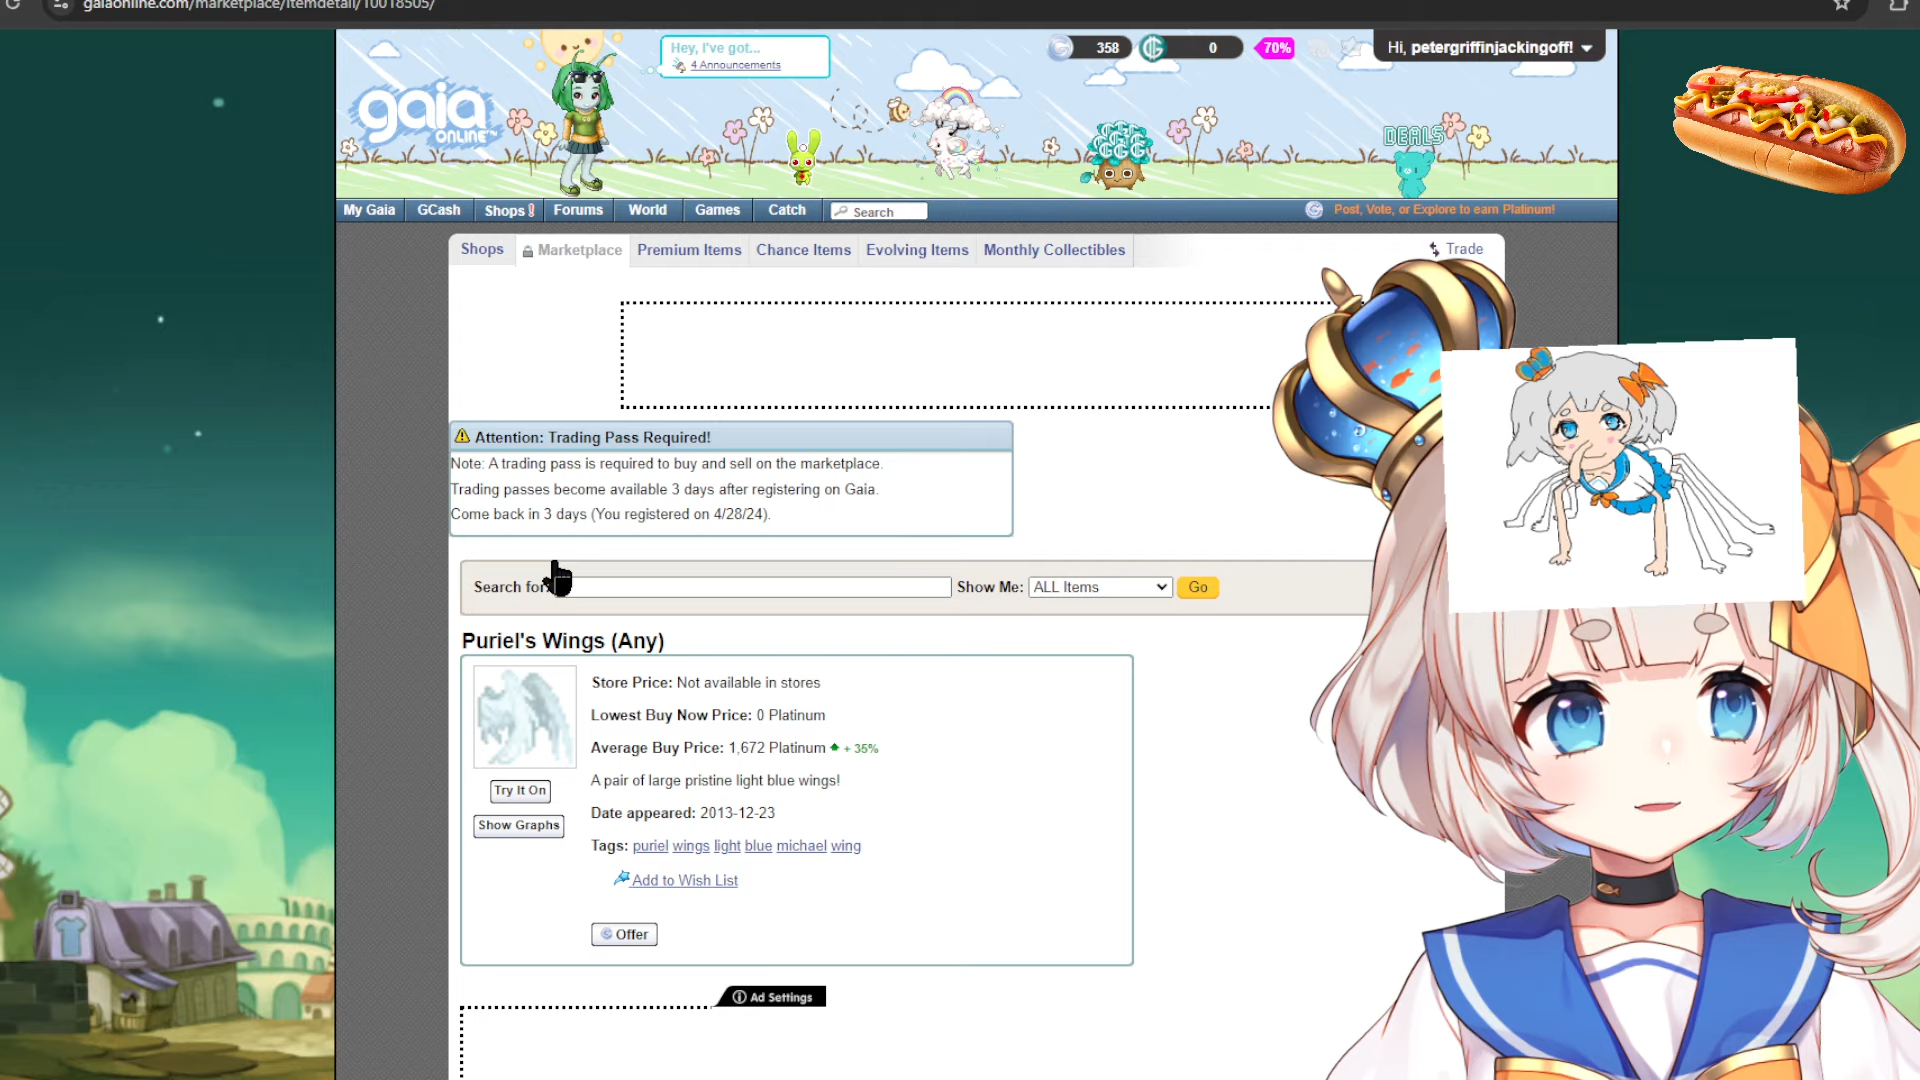 gaiaonline.com/marketplace/itemdetail/10018505/
Hey, I've got...
4 Announcements
358
0
70%
Hi, petergriffinjackingoff!
gaia
ONLINE
DEALS
My Gaia
GCash
Shops!
Forums
World
Games
Catch
Search
Post, Vote, or Explore to earn Platinum!
Shops
Marketplace
Premium Items
Chance Items
Evolving Items
Monthly Collectibles
Trade
Attention: Trading Pass Required!
Note: A trading pass is required to buy and sell on the marketplace.
Trading passes become available 3 days after registering on Gaia.
Come back in 3 days (You registered on 4/28/24).
Search for:
Show Me:
ALL Items
Go
Puriel's Wings (Any)
Store Price: Not available in stores
Lowest Buy Now Price: 0 Platinum
Average Buy Price: 1,672 Platinum + 35%
A pair of large pristine light blue wings!
Try It On
Date appeared: 2013-12-23
Show Graphs
Tags: puriel wings light blue michael wing
Add to Wish List
Offer
Ad Settings